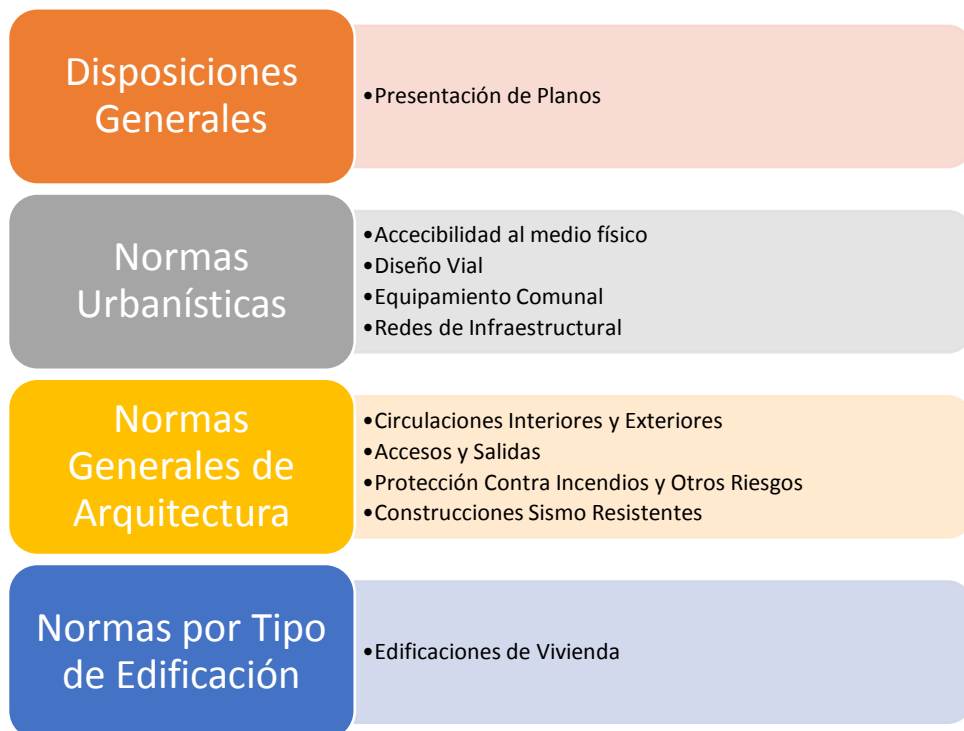 Disposiciones
Generales
•Presentación de Planos
Normas
Urbanísticas
•Accecibilidad al medio físico
•Diseño Vial
•Equipamiento Comunal
•Redes de Infraestructural
Normas
Generales de
Arquitectura
•Circulaciones Interiores y Exteriores
•Accesos y Salidas
•Protección Contra Incendios y Otros Riesgos
•Construcciones Sismo Resistentes
Normas por Tipo
de Edificación
•Edificaciones de Vivienda